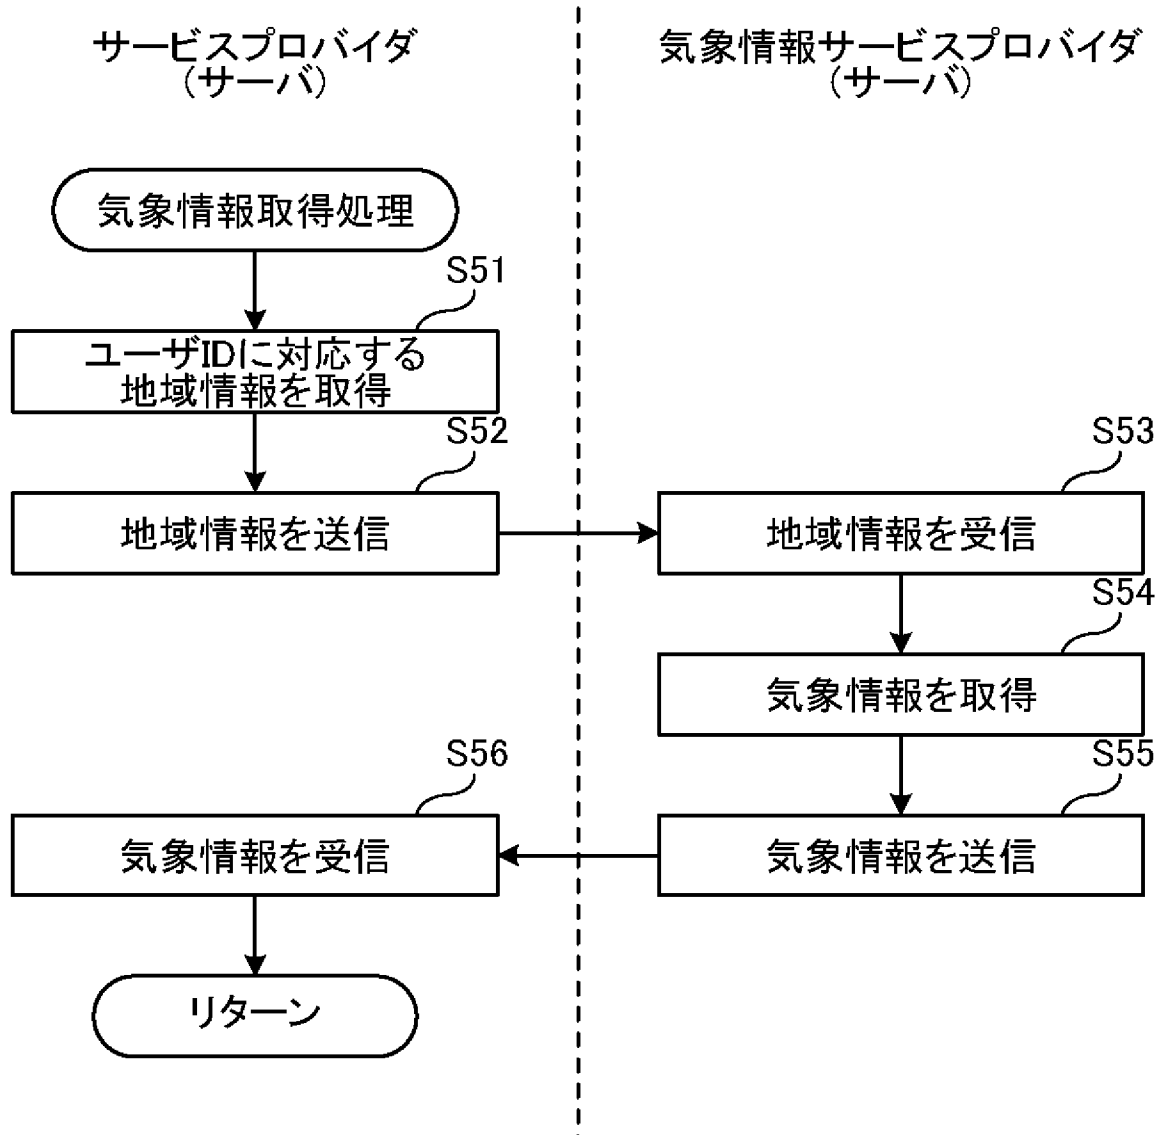 サービスプロバイダ
(サーバ)
気象情報サービスプロバイダ
(サーバ)
気象情報取得処理
S51
ユーザIDに対応する
地域情報を取得
S52
地域情報を送信
S53
地域情報を受信
S54
気象情報を取得
S55
気象情報を送信
S56
気象情報を受信
リターン